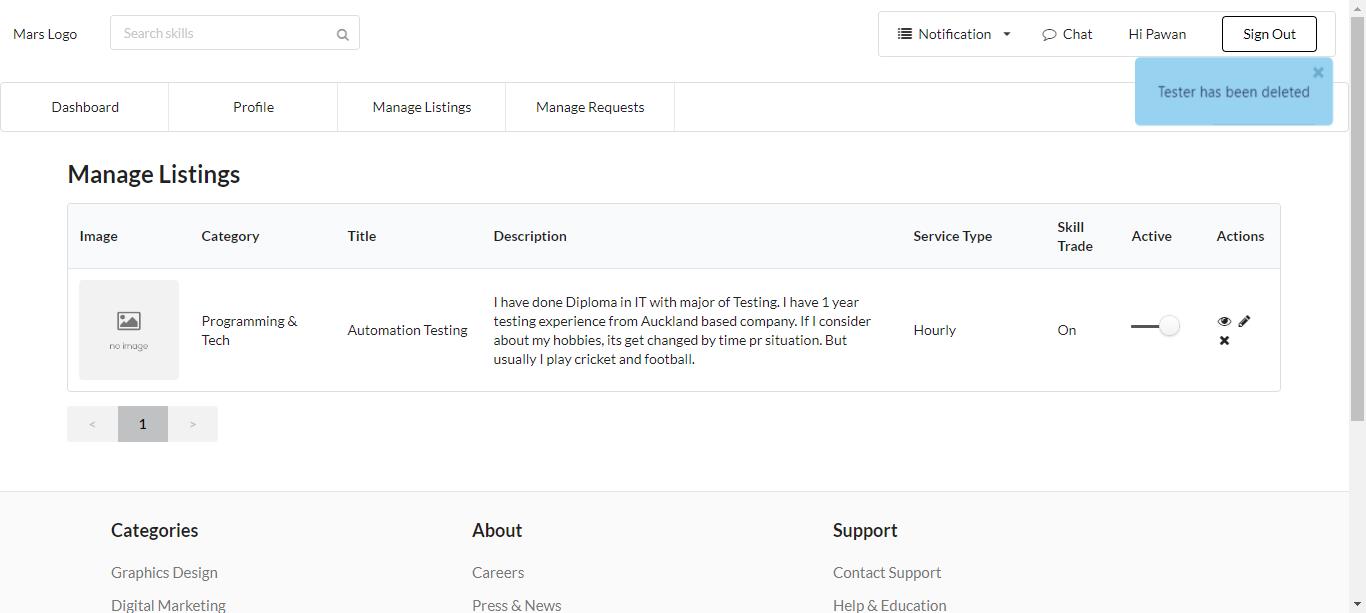 Mars Logo
Search skills
Notification
Chat
Hi Pawan
Sign Out
Tester has been deleted
Dashboard
Profile
Manage Listings
Manage Requests
Manage Listings
Image
Category
Title
Description
Service Type
Skill
Trade
Active
Actions
no image
Programming &
Tech
Automation Testing
I have done Diploma in IT with major of Testing. I have 1 year
testing experience from Auckland based company. If I consider
about my hobbies, its get changed by time pr situation. But
usually I play cricket and football.
Hourly
On
<
1
>
Categories
About
Support
Graphics Design
Careers
Contact Support
Digital Marketing
Press & News
Help & Education